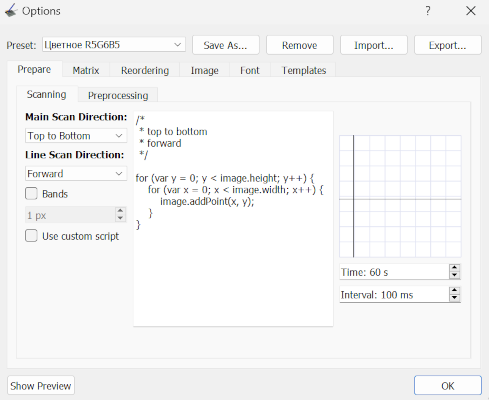 Options
?
Preset: Цветное R5G6B5 Save As... Remove Import... Export...
Prepare Matrix Reordering Image Font Templates
Scanning Preprocessing
Main Scan Direction:
Top to Bottom
Line Scan Direction:
Forward
Bands
1 px
Use custom script
/*
* top to bottom
* forward
*/
for (var y = 0; y < image.height; y++) {
for (var x = 0; x < image.width; x++) {
image.addPoint(x, y);
}
}
Time: 60 s
Interval: 100 ms
Show Preview OK